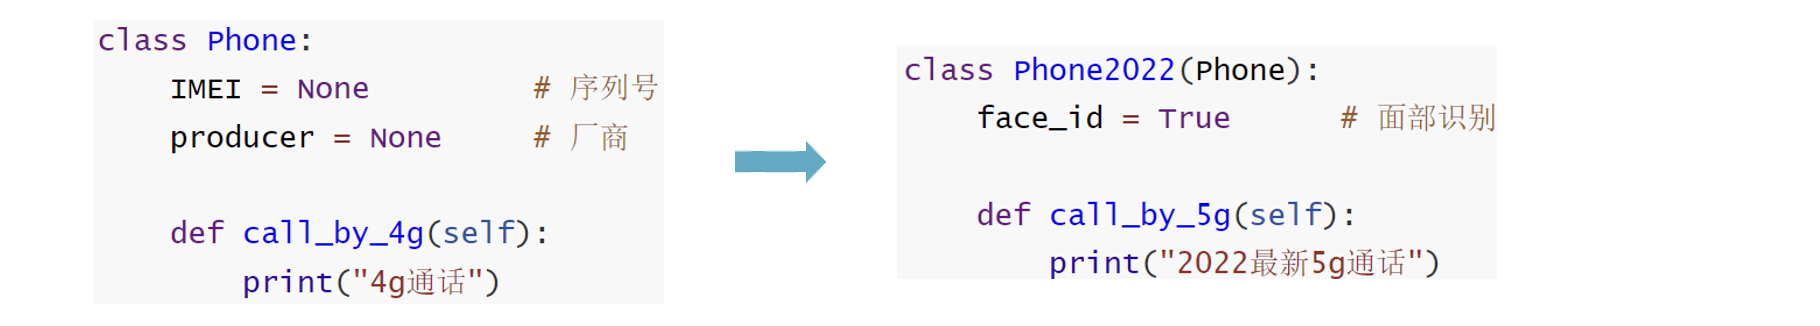 class Phone:
    IMEI = None         # 序列号
    producer = None     # 厂商
    def call_by_4g(self):
        print("4g通话")
class Phone2022(Phone):
    face_id = True      # 面部识别
    def call_by_5g(self):
        print("2022最新5g通话")